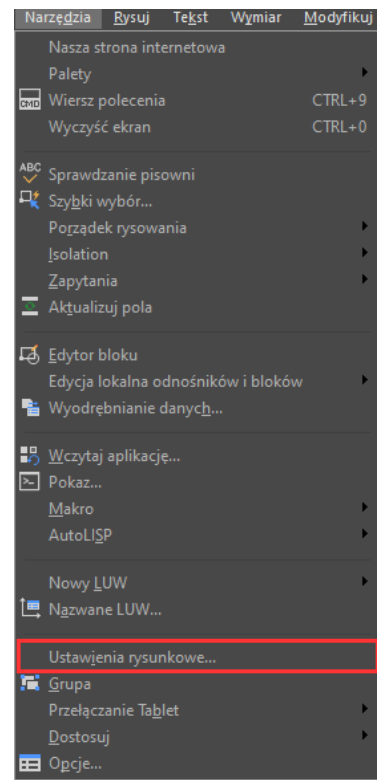 Narzędzia Rysuj Tekst Wymiar Modyfikuj
Nasza strona internetowa
Palety
CMD Wiersz polecenia CTRL+9
Wyczyść ekran CTRL+0
ABC Sprawdzanie pisowni
Szybki wybór...
Porządek rysowania
Isolation
Zapytania
Aktualizuj pola
Edytor bloku
Edycja lokalna odnośników i bloków
Wyodrębnianie danych...
Wczytaj aplikację...
Pokaz...
Makro
AutoLISP
Nowy LUW
Nazwane LUW...
Ustawienia rysunkowe...
Grupa
Przełączanie Tablet
Dostosuj
Opcje...